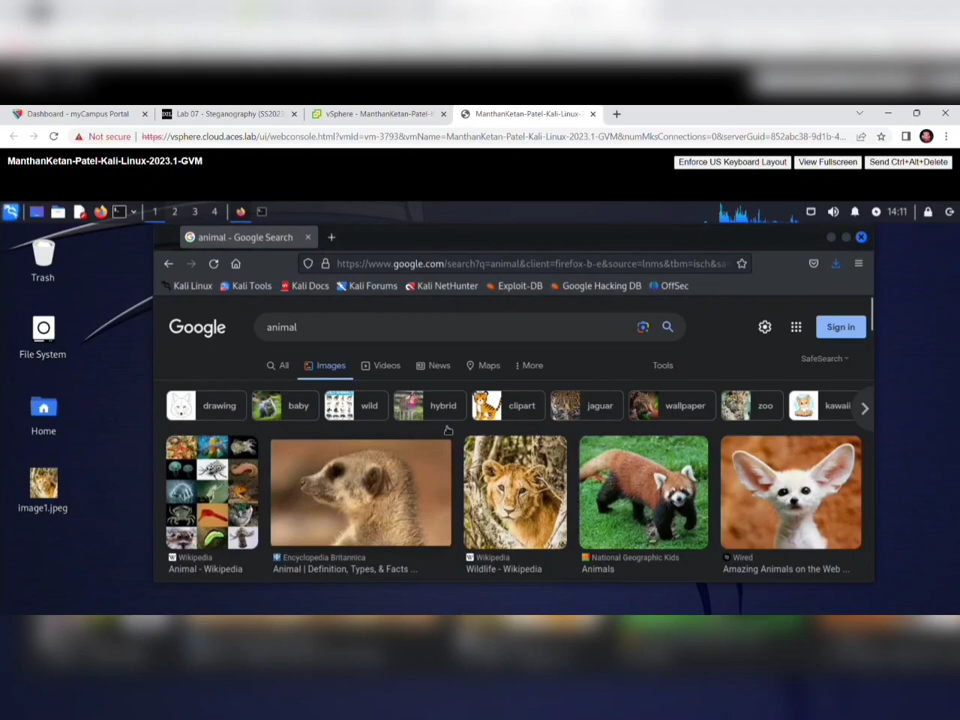 Dashboard - myCampus Portal
Lab 07 - Steganography (SS2023
vSphere - ManthanKetan-Patel-
ManthanKetan-Patel-Kali-Linux-
Not secure
https://vsphere.cloud.aces.lab/ui/webconsole.html?vmId=vm-3793&vmName=ManthanKetan-Patel-Kali-Linux-2023.1-GVM&numMksConnections=0&serverGuid=852abc38-9d1b-4...
ManthanKetan-Patel-Kali-Linux-2023.1-GVM
Enforce US Keyboard Layout
View Fullscreen
Send Ctrl+Alt+Delete
1 2 3 4
14:11
Trash
File System
Home
image1.jpeg
animal - Google Search
https://www.google.com/search?q=animal&client=firefox-b-e&source=lnms&tbm=isch&sa
Kali Linux
Kali Tools
Kali Docs
Kali Forums
Kali NetHunter
Exploit-DB
Google Hacking DB
OffSec
Google
animal
Sign in
All
Images
Videos
News
Maps
More
Tools
SafeSearch
drawing
baby
wild
hybrid
clipart
jaguar
wallpaper
zoo
kawaii
Wikipedia
Animal - Wikipedia
Encyclopedia Britannica
Animal | Definition, Types, & Facts ...
Wikipedia
Wildlife - Wikipedia
National Geographic Kids
Animals
Wired
Amazing Animals on the Web ...